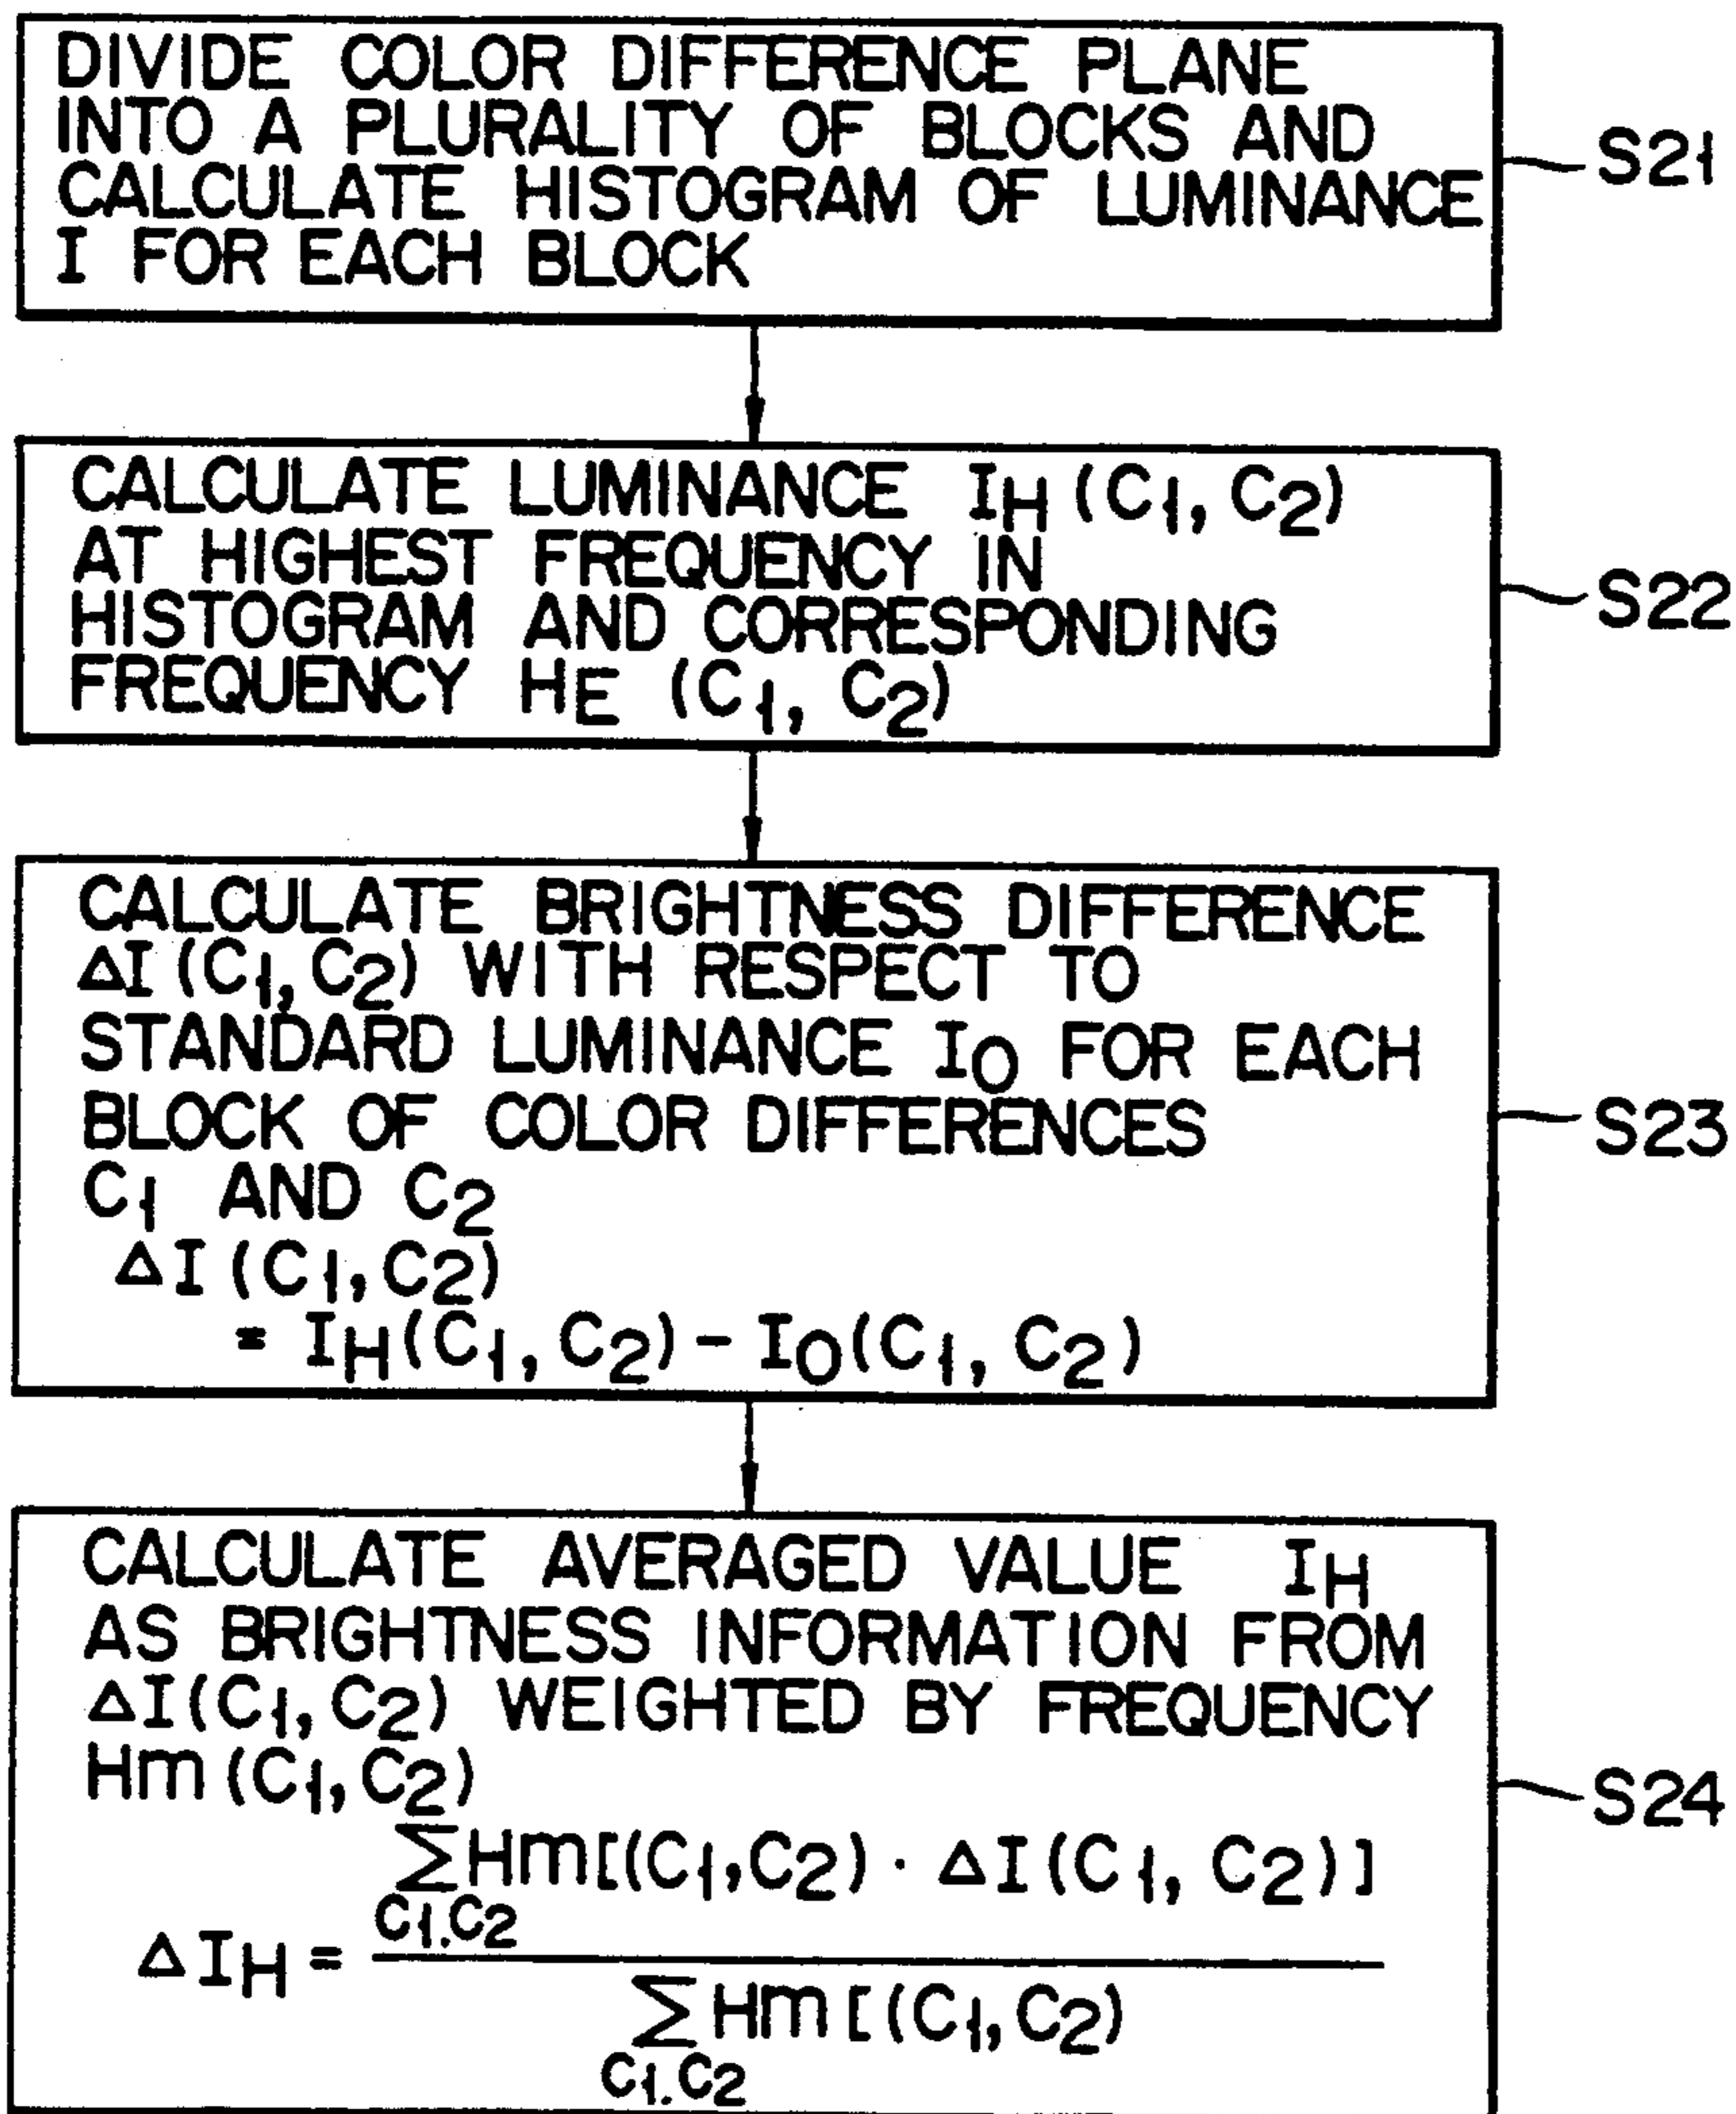 DIVIDE COLOR DIFFERENCE PLANE
INTO A PLURALITY OF BLOCKS AND
CALCULATE HISTOGRAM OF LUMINANCE
I FOR EACH BLOCK
S21
CALCULATE LUMINANCE IH (C1, C2)
AT HIGHEST FREQUENCY IN
HISTOGRAM AND CORRESPONDING
FREQUENCY HE (C1, C2)
S22
CALCULATE BRIGHTNESS DIFFERENCE
ΔI (C1, C2) WITH RESPECT TO
STANDARD LUMINANCE IO FOR EACH
BLOCK OF COLOR DIFFERENCES
C1 AND C2
ΔI (C1, C2)
= IH (C1, C2) - IO (C1, C2)
S23
CALCULATE AVERAGED VALUE IH
AS BRIGHTNESS INFORMATION FROM
ΔI (C1, C2) WEIGHTED BY FREQUENCY
Hm (C1, C2)
S24
ΣHm[(C1, C2) · ΔI (C1, C2)]
C1.C2
ΔIH =
ΣHm[(C1, C2)
C1.C2